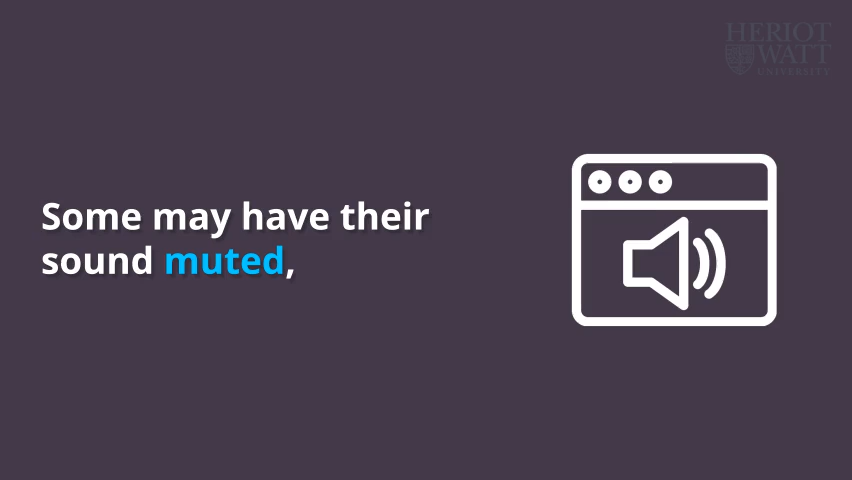 HERIOT
WATT
UNIVERSITY
Some may have their
sound muted,